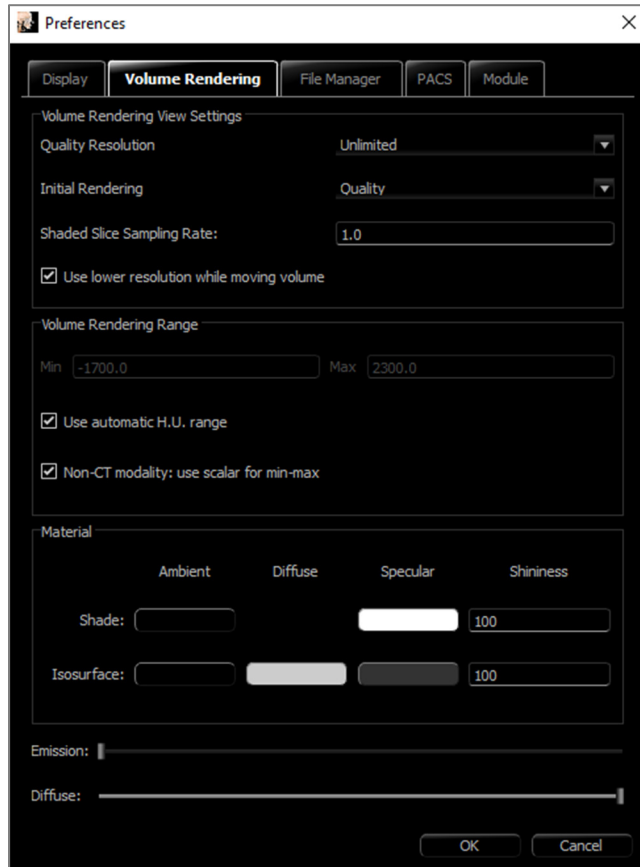 Preferences
Display Volume Rendering File Manager PACS Module
Volume Rendering View Settings
Quality Resolution Unlimited
Initial Rendering Quality
Shaded Slice Sampling Rate: 1.0
Use lower resolution while moving volume
Volume Rendering Range
Min -1700.0 Max 2300.0
Use automatic H.U. range
Non-CT modality: use scalar for min-max
Material
Ambient Diffuse Specular Shininess
Shade: 100
Isosurface: 100
Emission:
Diffuse:
OK Cancel